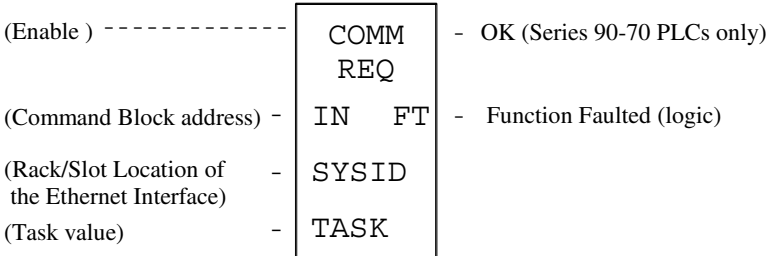 (Enable ) COMM OK (Series 90-70 PLCs only)
REQ
(Command Block address) IN FT Function Faulted (logic)
(Rack/Slot Location of SYSID
the Ethernet Interface)
(Task value) TASK